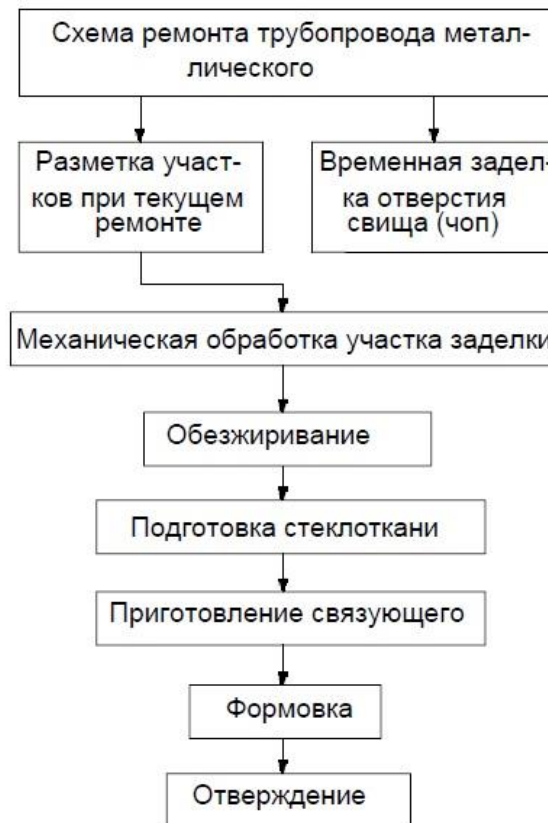 Схема ремонта трубопровода метал-
лического
Разметка участ-
ков при текущем
ремонте
Временная задел-
ка отверстия
свища (чоп)
Механическая обработка участка заделки
Обезжиривание
Подготовка стеклоткани
Приготовление связующего
Формовка
Отверждение